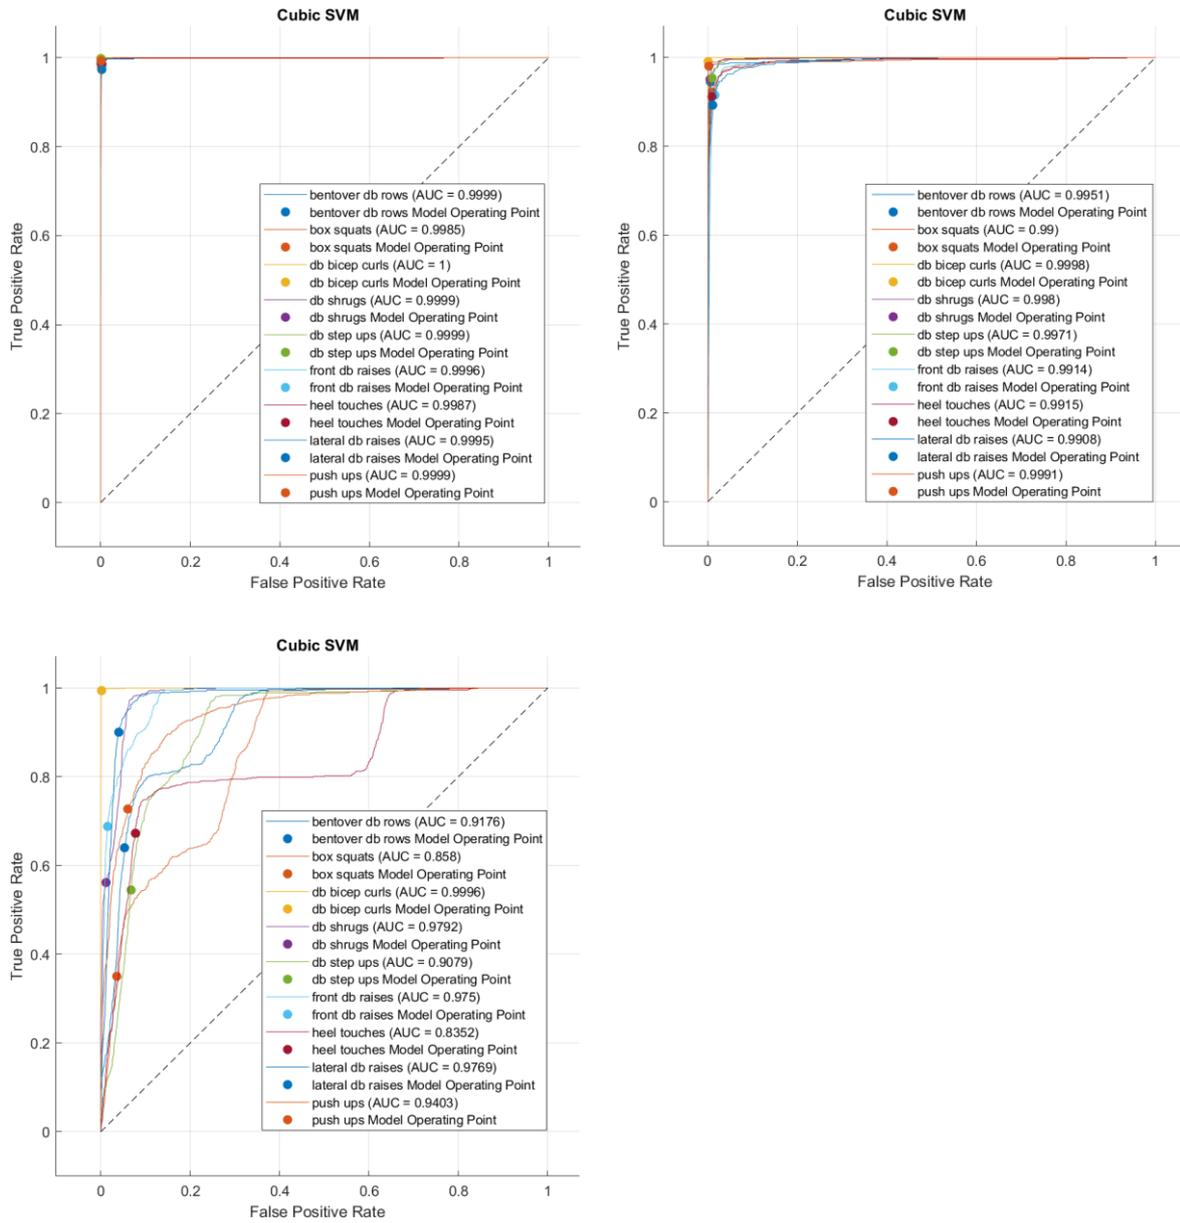 Cubic SVM
1
0.8
0.6
0.4
0.2
0
True Positive Rate
bentover db rows (AUC = 0.9999)
bentover db rows Model Operating Point
box squats (AUC = 0.9985)
box squats Model Operating Point
db bicep curls (AUC = 1)
db bicep curls Model Operating Point
db shrugs (AUC = 0.9999)
db shrugs Model Operating Point
db step ups (AUC = 0.9999)
db step ups Model Operating Point
front db raises (AUC = 0.9996)
front db raises Model Operating Point
heel touches (AUC = 0.9987)
heel touches Model Operating Point
lateral db raises (AUC = 0.9995)
lateral db raises Model Operating Point
push ups (AUC = 0.9999)
push ups Model Operating Point
0 0.2 0.4 0.6 0.8 1
False Positive Rate
Cubic SVM
1
0.8
0.6
0.4
0.2
0
True Positive Rate
bentover db rows (AUC = 0.9951)
bentover db rows Model Operating Point
box squats (AUC = 0.99)
box squats Model Operating Point
db bicep curls (AUC = 0.9998)
db bicep curls Model Operating Point
db shrugs (AUC = 0.998)
db shrugs Model Operating Point
db step ups (AUC = 0.9971)
db step ups Model Operating Point
front db raises (AUC = 0.9914)
front db raises Model Operating Point
heel touches (AUC = 0.9915)
heel touches Model Operating Point
lateral db raises (AUC = 0.9908)
lateral db raises Model Operating Point
push ups (AUC = 0.9991)
push ups Model Operating Point
0 0.2 0.4 0.6 0.8 1
False Positive Rate
Cubic SVM
1
0.8
0.6
0.4
0.2
0
True Positive Rate
bentover db rows (AUC = 0.9176)
bentover db rows Model Operating Point
box squats (AUC = 0.858)
box squats Model Operating Point
db bicep curls (AUC = 0.9996)
db bicep curls Model Operating Point
db shrugs (AUC = 0.9792)
db shrugs Model Operating Point
db step ups (AUC = 0.9079)
db step ups Model Operating Point
front db raises (AUC = 0.975)
front db raises Model Operating Point
heel touches (AUC = 0.8352)
heel touches Model Operating Point
lateral db raises (AUC = 0.9769)
lateral db raises Model Operating Point
push ups (AUC = 0.9403)
push ups Model Operating Point
0 0.2 0.4 0.6 0.8 1
False Positive Rate